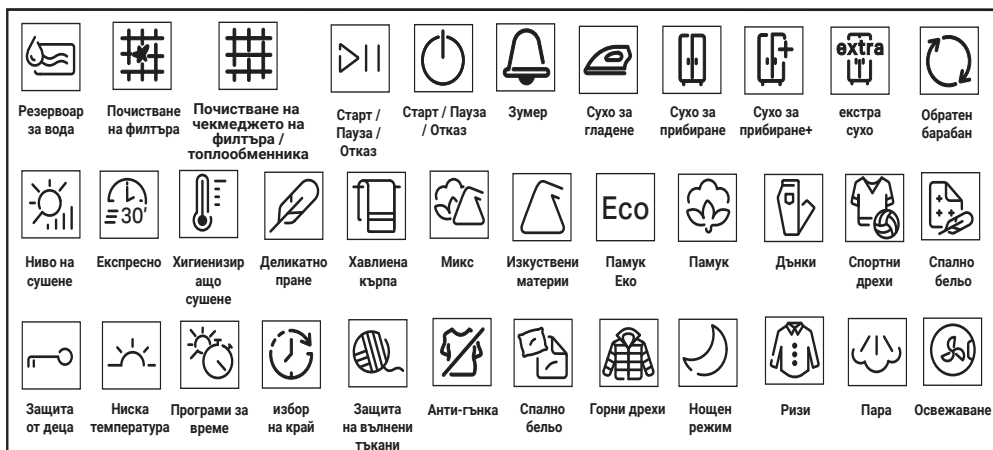 extra
Резервоар
за вода
Почистване
на филтъра
Почистване на
чекмеджето на
филтъра /
топлообменника
Старт /
Пауза /
Отказ
Старт / Пауза
/ Отказ
Зумер
Сухо за
гладене
Сухо за
прибиране
Сухо за
прибиране+
екстра
сухо
Обратен
барабан
30'
Eco
Ниво на
сушене
Експресно
Хигиенизир
ащо
сушене
Деликатно
пране
Хавлиена
кърпа
Микс
Изкуствени
материи
Памук
Еко
Памук
Дънки
Спортни
дрехи
Спално
бельо
Защита
от деца
Ниска
температура
Програми за
време
избор
на край
Защита
на вълнени
тъкани
Анти-гънка
Спално
бельо
Горни дрехи
Нощен
режим
Ризи
Пара
Освежаване